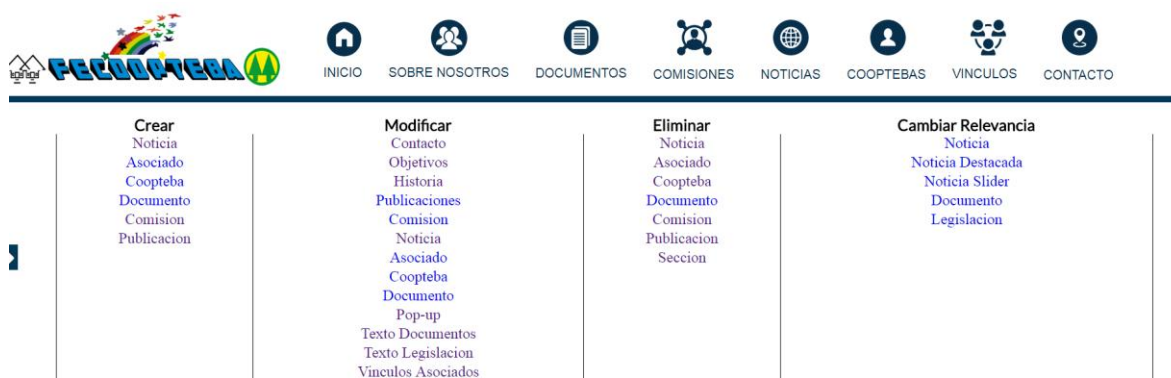 FECOOPTEBA
INICIO
SOBRE NOSOTROS
DOCUMENTOS
COMISIONES
NOTICIAS
COOPTEBAS
VINCULOS
CONTACTO
Crear
Noticia
Asociado
Coopteba
Documento
Comision
Publicacion
Modificar
Contacto
Objetivos
Historia
Publicaciones
Comision
Noticia
Asociado
Coopteba
Documento
Pop-up
Texto Documentos
Texto Legislacion
Vinculos Asociados
Eliminar
Noticia
Asociado
Coopteba
Documento
Comision
Publicacion
Seccion
Cambiar Relevancia
Noticia
Noticia Destacada
Noticia Slider
Documento
Legislacion